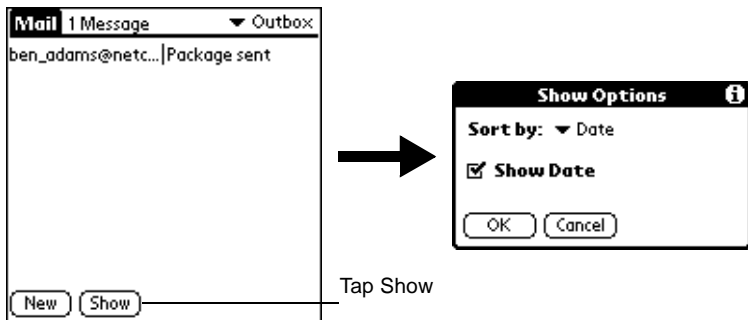 Mail 1 Message Outbox
ben_adams@netc... Package sent
New Show
Tap Show
Show Options
Sort by: Date
Show Date
OK Cancel